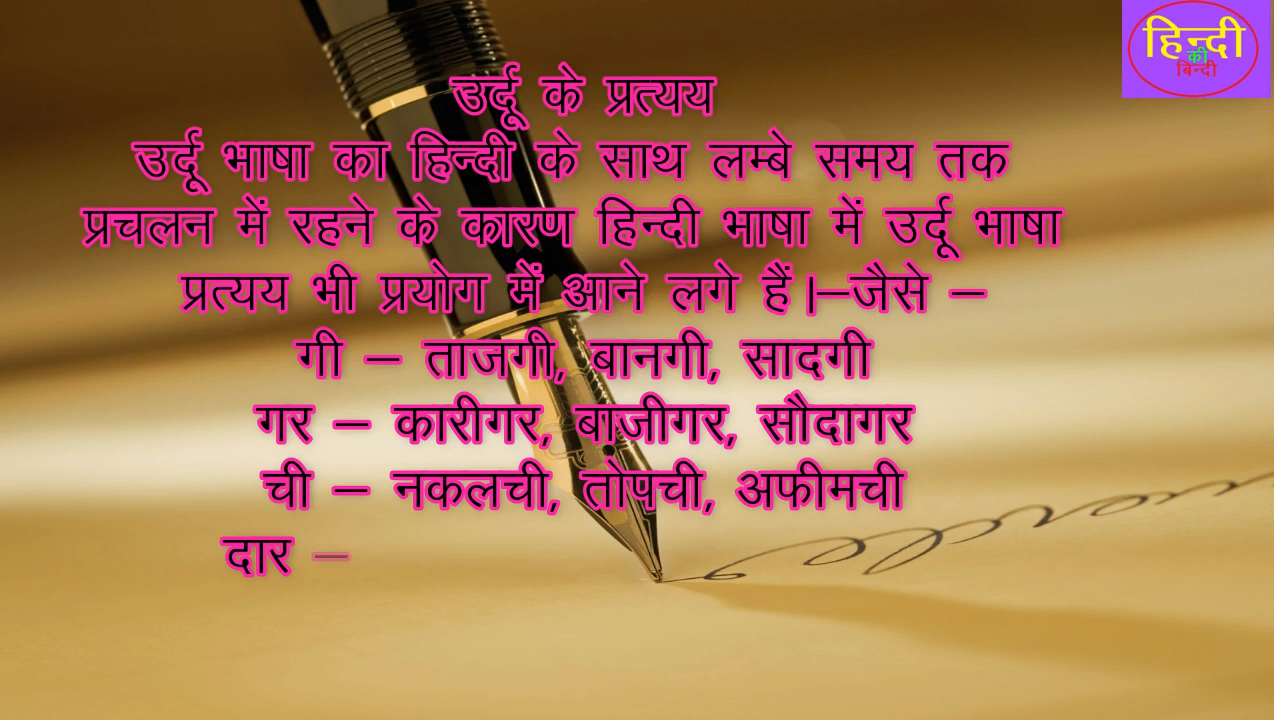 हिन्दी
की
बिन्दी
उर्दू के प्रत्यय
उर्दू भाषा का हिन्दी के साथ लम्बे समय तक
प्रचलन में रहने के कारण हिन्दी भाषा में उर्दू भाषा
प्रत्यय भी प्रयोग में आने लगे हैं |–जैसे –
गी – ताजगी, बानगी, सादगी
गर – कारीगर, बाजीगर, सौदागर
ची – नकलची, तोपची, अफीमची
दार –